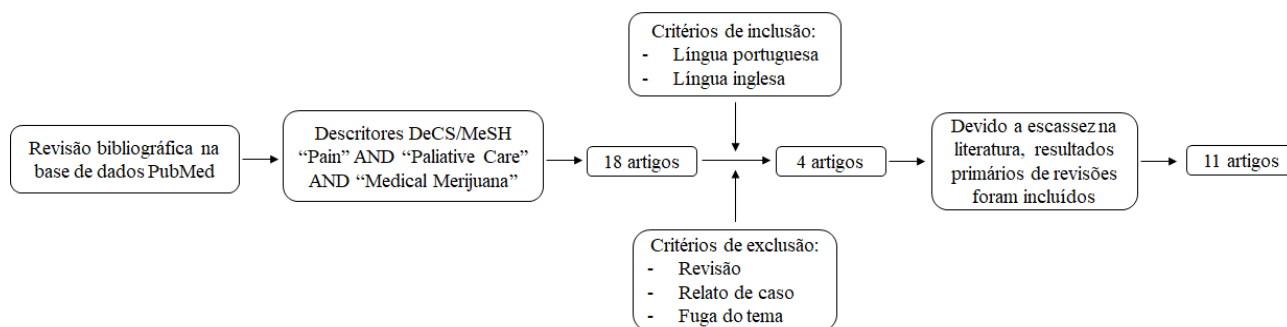 Revisão bibliográfica na
base de dados PubMed
Descritores DeCS/MeSH
“Pain” AND “Paliative Care”
AND “Medical Merijuana”
18 artigos
Critérios de inclusão:
- Língua portuguesa
- Língua inglesa
Critérios de exclusão:
- Revisão
- Relato de caso
- Fuga do tema
4 artigos
Devido a escassez na
literatura, resultados
primários de revisões
foram incluídos
11 artigos